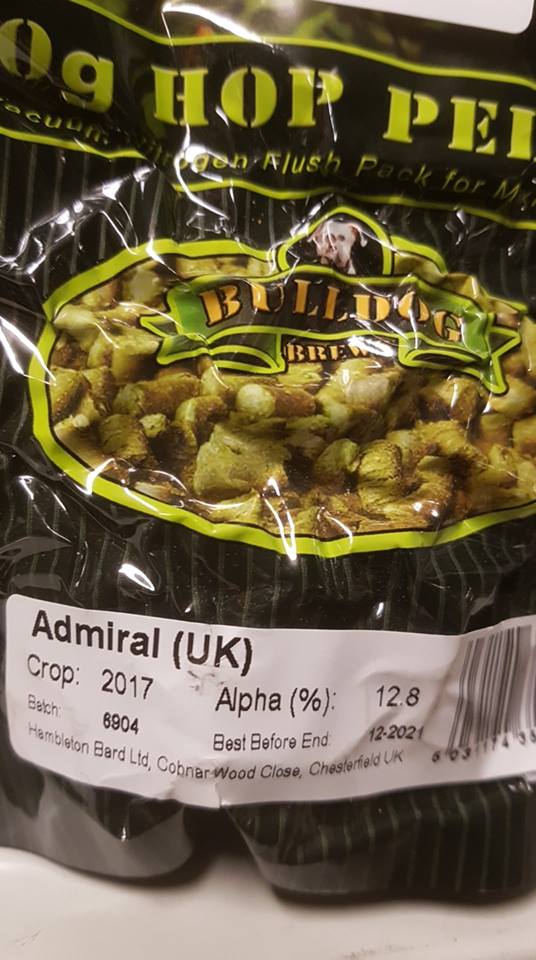 0g HOP PEL
Vacuum Nitrogen Flush Pack for M
BULLDOG
BREWS
Admiral (UK)
Crop: 2017
Alpha (%): 12.8
Batch: 6904
Best Before End: 12-2021
Hambleton Bard Ltd, Cobnar Wood Close, Chesterfield UK